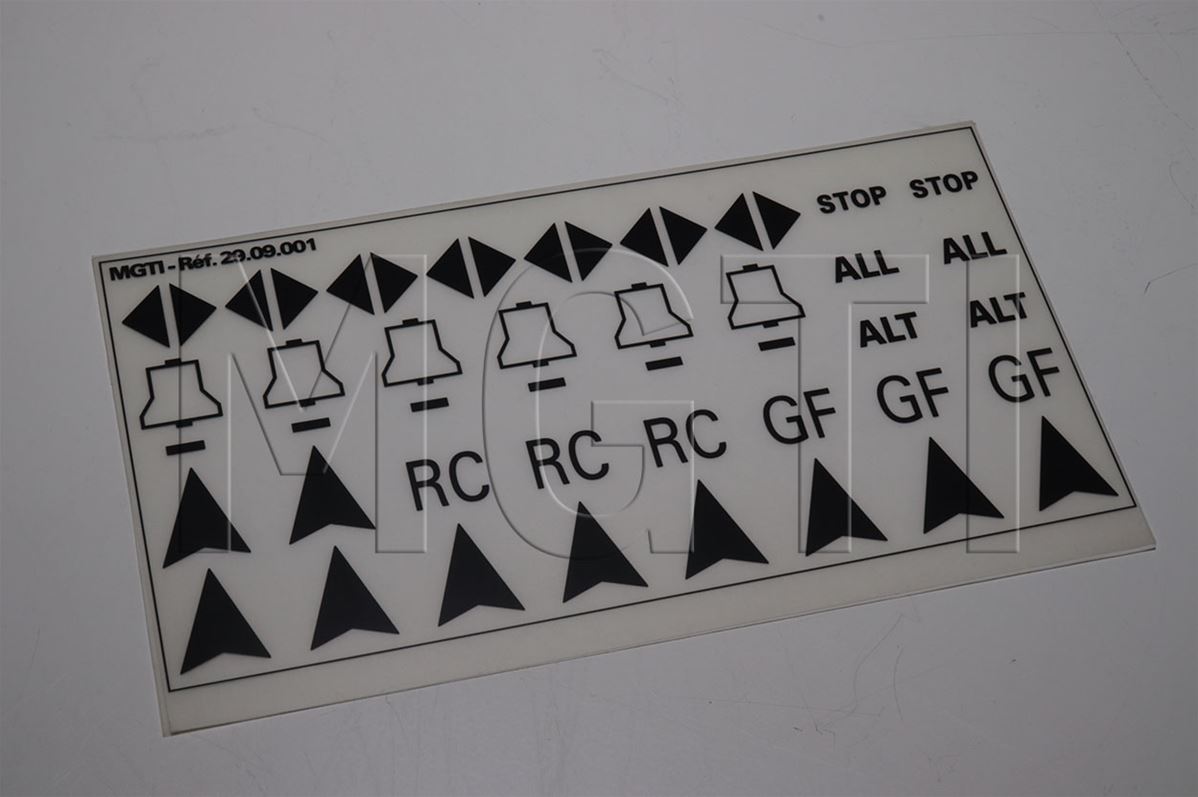 MGTI - Réf. 29.09.001
STOP STOP
ALL ALL
ALT ALT
RC RC RC GF GF GF
MGTI